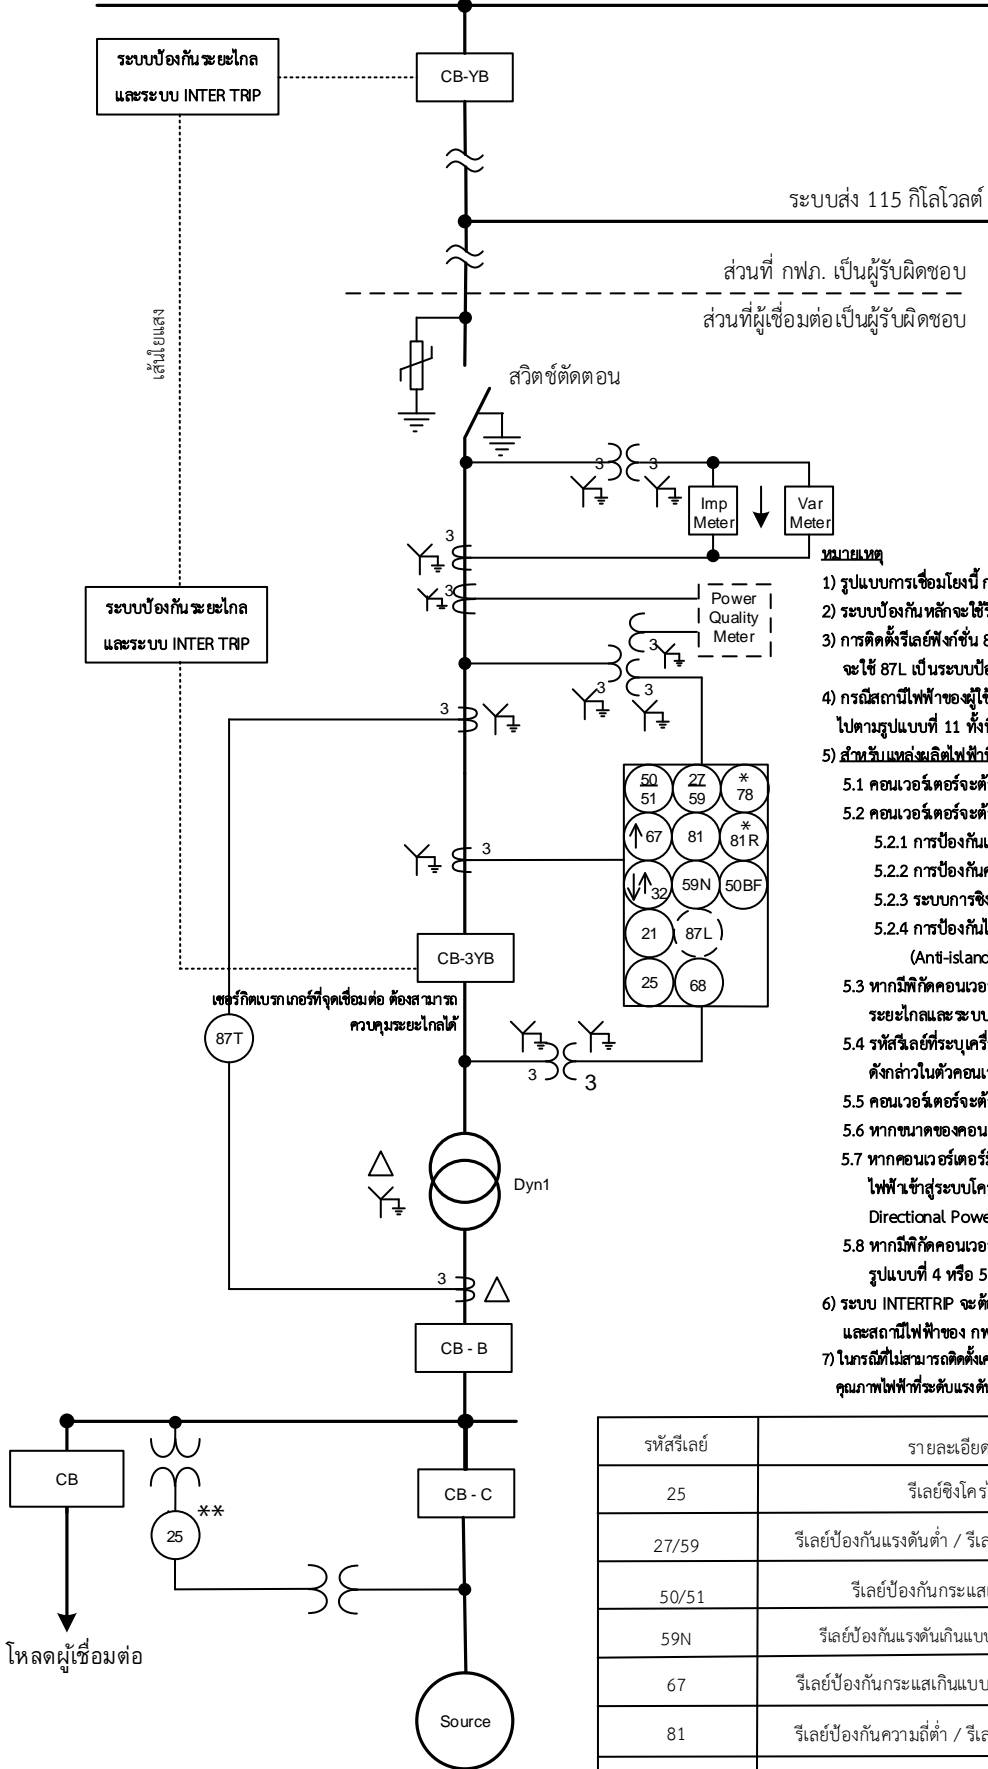 ระบบป้องกันระยะไกล
และระบบ INTER TRIP
CB-YB
ระบบส่ง 115 กิโลโวลต์
ส่วนที่ กฟภ. เป็นผู้รับผิดชอบ
ส่วนที่ผู้เชื่อมต่อเป็นผู้รับผิดชอบ
เส้นใยแสง
สวิตช์ตัดตอน
3
3
Imp
Meter
Var
Meter
3
3
Power
Quality
Meter
3
3
3
ระบบป้องกันระยะไกล
และระบบ INTER TRIP
3
50
51
27
59
*
78
67
81
*
81R
32
59N
50BF
21
87L
25
68
3
CB-3YB
เซอร์กิตเบรกเกอร์ที่จุดเชื่อมต่อ ต้องสามารถ
ควบคุมระยะไกลได้
87T
3
3
Dyn1
3
CB - B
CB
CB - C
25
**
โหลดผู้เชื่อมต่อ
Source
หมายเหตุ
1) รูปแบบการเชื่อมโยงนี้
2) ระบบป้องกันหลักจะใช้
3) การติดตั้งรีเลย์ฟังก์ชั่น 8
จะใช้ 87L เป็นระบบ
4) กรณีสถานีไฟฟ้าของผู้ใช้
ไปตามรูปแบบที่ 11
5) สำหรับแหล่งผลิตไฟฟ้า
5.1 คอนเวอร์เตอร์จะ
5.2 คอนเวอร์เตอร์จะ
5.2.1 การป้องกัน
5.2.2 การป้องกัน
5.2.3 ระบบการ
5.2.4 การป้องกัน
(Anti-island
5.3 หากมีพิกัดคอนเวอ
ระยะไกลและระบบ
5.4 รหัสรีเลย์ที่ระบุ
ดังกล่าวในตัว
5.5 คอนเวอร์เตอร์จะ
5.6 หากขนาดของคอน
5.7 หากคอนเวอร์เตอร์
ไฟฟ้าเข้าสู่ระบบ
Directional Powe
5.8 หากมีพิกัดคอนเวอ
รูปแบบที่ 4 หรือ 5
6) ระบบ INTERTRIP จะ
และสถานีไฟฟ้าของ
7) ในกรณีที่ไม่สามารถติดตั้ง
คุณภาพไฟฟ้าที่ระดับ
รหัสรีเลย์ รายละเอียด
25 รีเลย์ซิงโคร
27/59 รีเลย์ป้องกันแรงดันต่ำ /
50/51 รีเลย์ป้องกันกระแส
59N รีเลย์ป้องกันแรงดันเกินแบบ
67 รีเลย์ป้องกันกระแสเกินแบบ
81 รีเลย์ป้องกันความถี่ต่ำ /